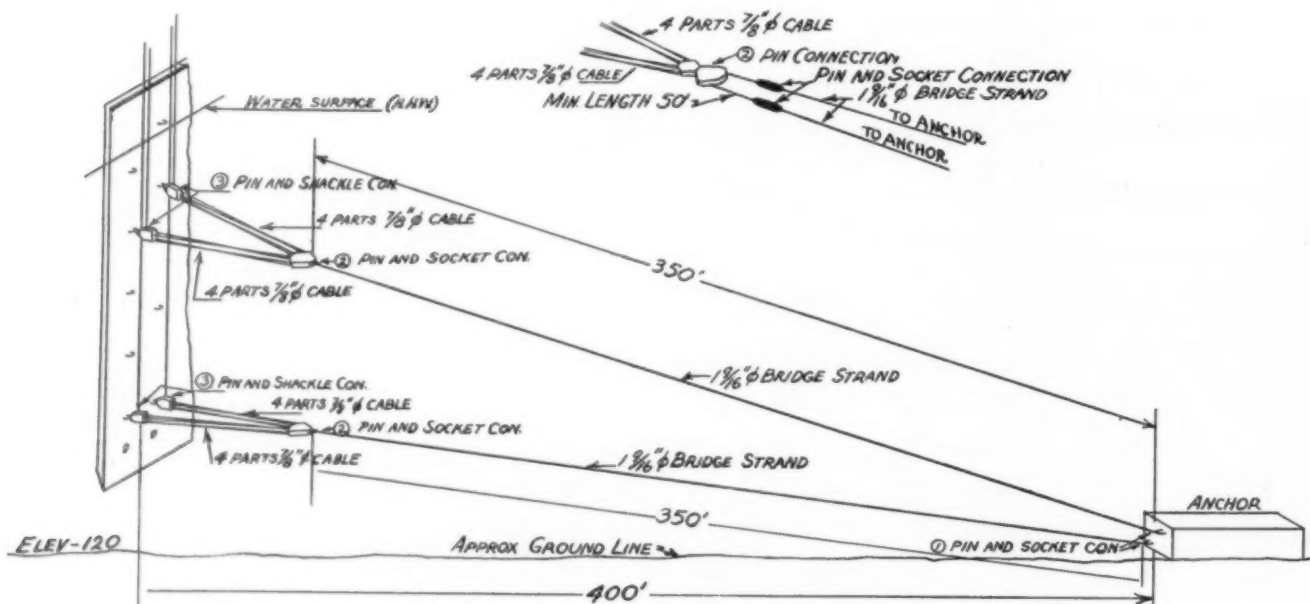 4 PARTS 7/8"ϕ CABLE
② PIN CONNECTION
4 PARTS 7/8"ϕ CABLE
PIN AND SOCKET CONNECTION
1 9/16"ϕ BRIDGE STRAND
MIN. LENGTH 50'
TO ANCHOR
TO ANCHOR
WATER SURFACE (N.H.W)
③ PIN AND SHACKLE CON.
4 PARTS 7/8"ϕ CABLE
② PIN AND SOCKET CON.
4 PARTS 7/8"ϕ CABLE
350'
1 9/16"ϕ BRIDGE STRAND
③ PIN AND SHACKLE CON.
4 PARTS 7/8"ϕ CABLE
② PIN AND SOCKET CON.
4 PARTS 7/8"ϕ CABLE
1 9/16"ϕ BRIDGE STRAND
ANCHOR
350'
ELEV-120
APPROX GROUND LINE
① PIN AND SOCKET CON
400'